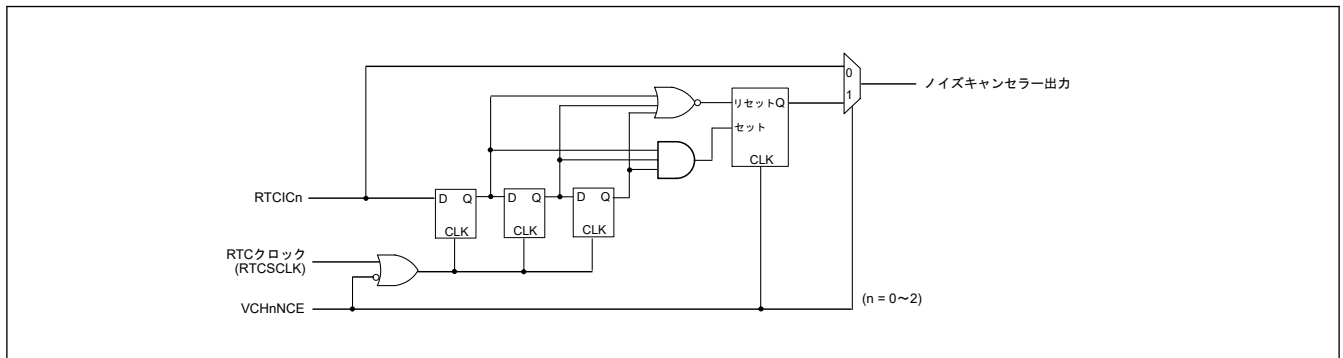 0
ノイズキャンセラー出力
1
リセット Q
セット
CLK
RTCICn
D Q
CLK
D Q
CLK
D Q
CLK
RTCクロック
(RTCSCLK)
VCHnNCE
(n = 0～2)